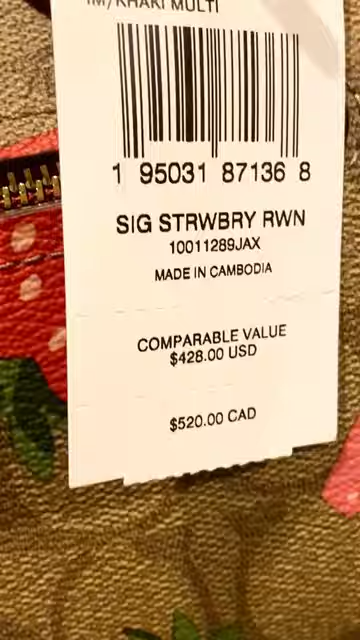 IM/KHAKI MULTI
1 95031 87136 8
SIG STRWBRY RWN
10011289JAX
MADE IN CAMBODIA
COMPARABLE VALUE
$428.00 USD
$520.00 CAD